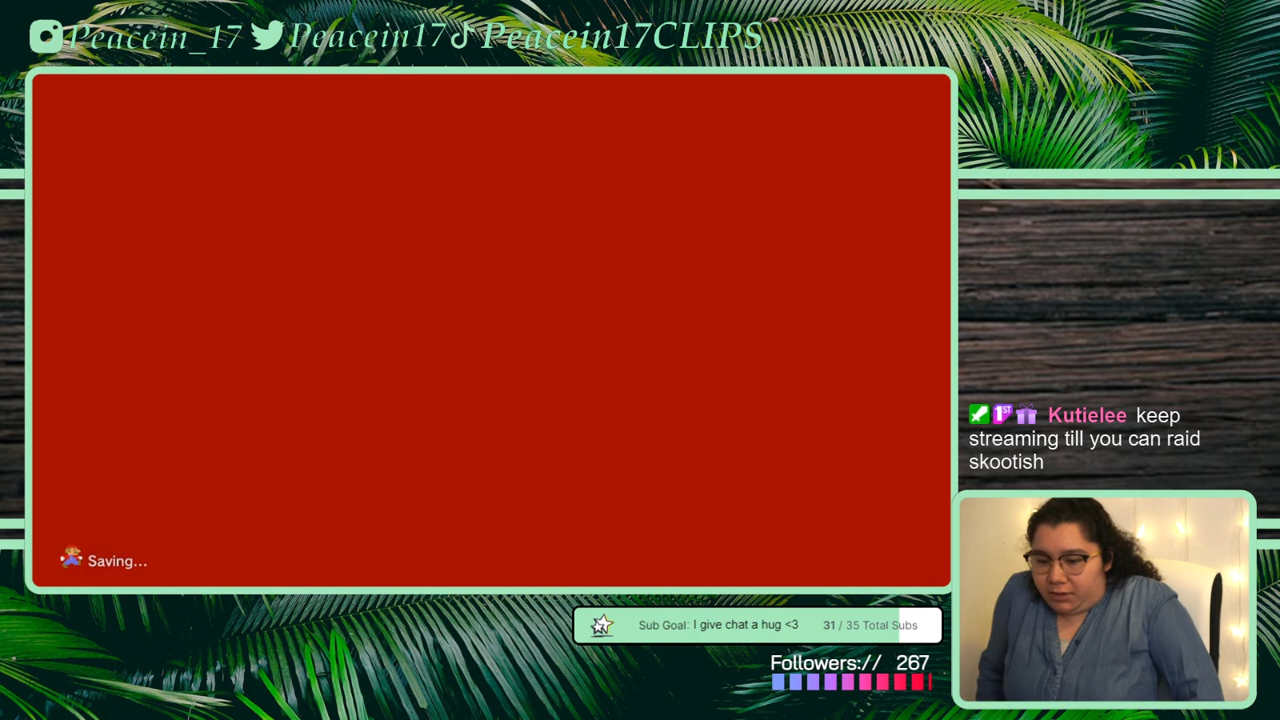 Peacein_17 Peacein17 Peacein17CLIPS
Saving...
1ST Kutielee keep
streaming till you can raid
skootish
Sub Goal: I give chat a hug <3 31 / 35 Total Subs
Followers:// 267